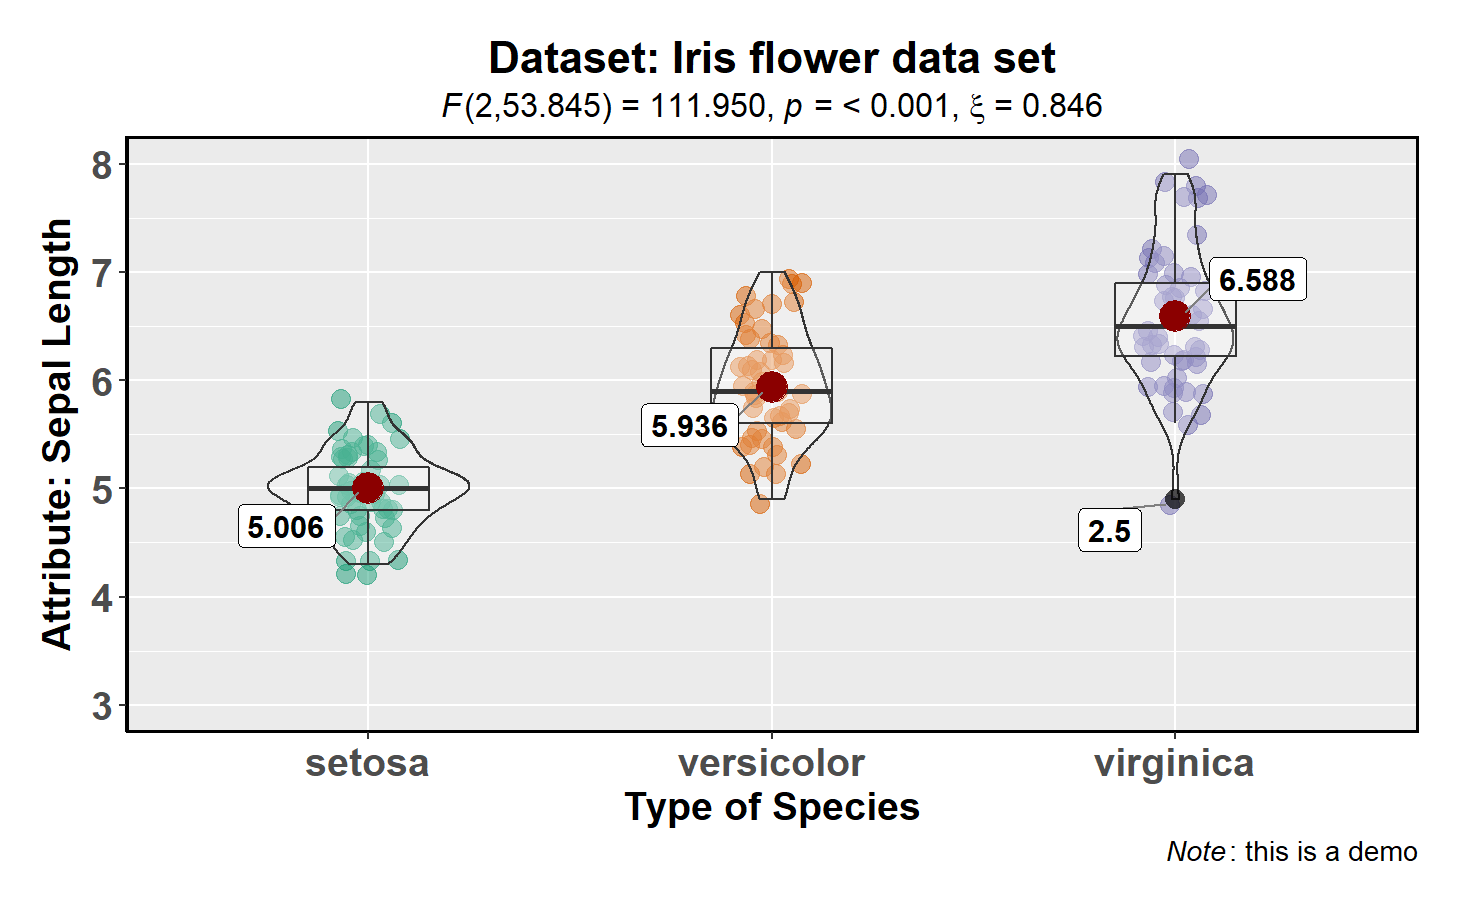 Dataset: Iris flower data set
F(2,53.845) = 111.950, p = < 0.001, ξ = 0.846
Attribute: Sepal Length
8
7
6
5
4
3
5.006
5.936
6.588
2.5
setosa versicolor virginica
Type of Species
Note: this is a demo